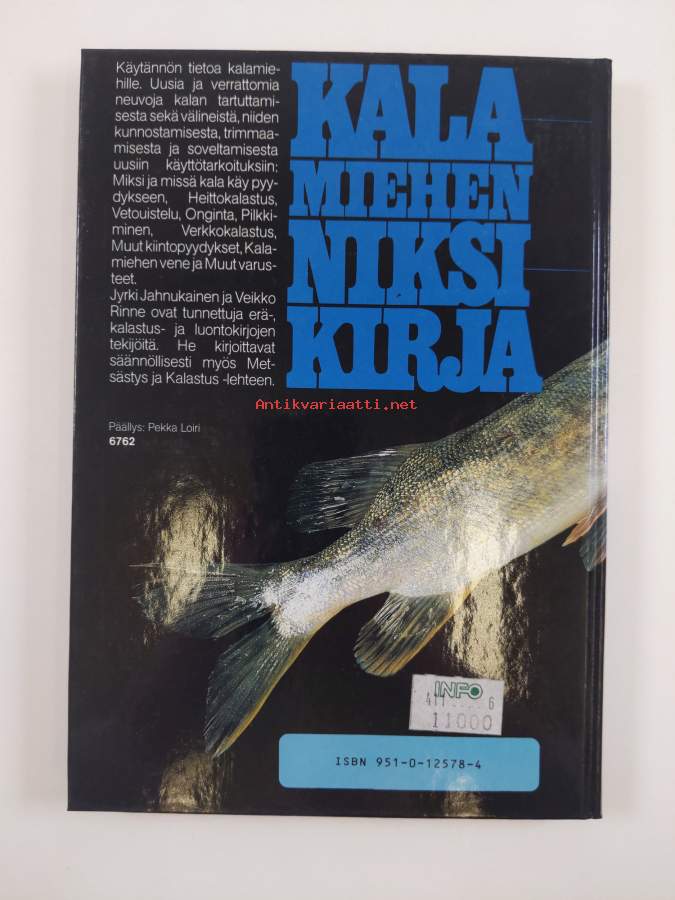 Käytännön tietoa kalamie-
hille. Uusia ja verrattomia
neuvoja kalan tartuttami-
sesta sekä välineistä, niiden
kunnostamisesta, trimmaa-
misesta ja soveltamisesta
uusiin käyttötarkoituksiin:
Miksi ja missä kala käy pyy-
dykseen, Heittokalastus,
Vetouistelu, Onginta, Pilkki-
minen, Verkkokalastus,
Muut kiintopyydykset, Kala-
miehen vene ja Muut varus-
teet.
Jyrki Jahnukainen ja Veikko
Rinne ovat tunnettuja erä-,
kalastus- ja luontokirjojen
tekijöitä. He kirjoittavat
säännöllisesti myös Met-
sästys ja Kalastus -lehteen.
Päällys: Pekka Loiri
6762
KALA
MIEHEN
NIKSI
KIRJA
Antikvariaatti.net
INFO
411 6
11000
ISBN 951-0-12578-4